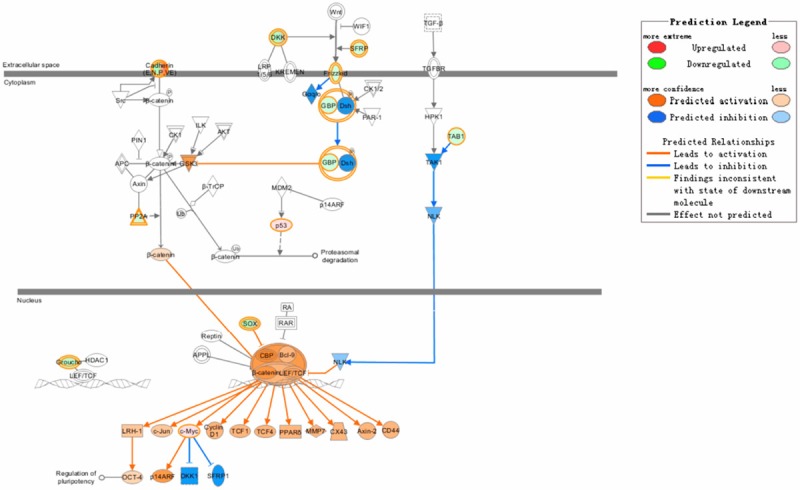 Wnt
WIF1
TGF-β
DKK
SFRP
LRP
1/5/6
KREMEN
Frizzled
TGFBR
Extracellular space
Cytoplasm
Cadherin
(E,N,P,VE)
Src
β-catenin
Gαq/o
CK1/2
GBP
Dsh
PAR-1
HPK1
TAB1
PIN1
CK1
ILK
AKT
APC
β-catenin
GSK3
GBP
Dsh
TAK1
Axin
β-TrCP
MDM2
p14ARF
NLK
PP2A
Ub
p53
β-catenin
Ub
β-catenin
Proteasomal
degradation
Nucleus
RA
RAR
SOX
Reptin
APPL
CBP
Bcl-9
β-catenin
LEF/TCF
NLK
Groucho
HDAC1
LEF/TCF
LRH-1
c-Jun
c-Myc
Cyclin
D1
TCF1
TCF4
PPARδ
MMP7
CX43
Axin-2
CD44
Regulation of
pluripotency
OCT-4
p14ARF
DKK1
SFRP1
Prediction Legend
more extreme
less
Upregulated
Downregulated
more confidence
less
Predicted activation
Predicted inhibition
Predicted Relationships
Leads to activation
Leads to inhibition
Findings inconsistent
with state of downstream
molecule
Effect not predicted